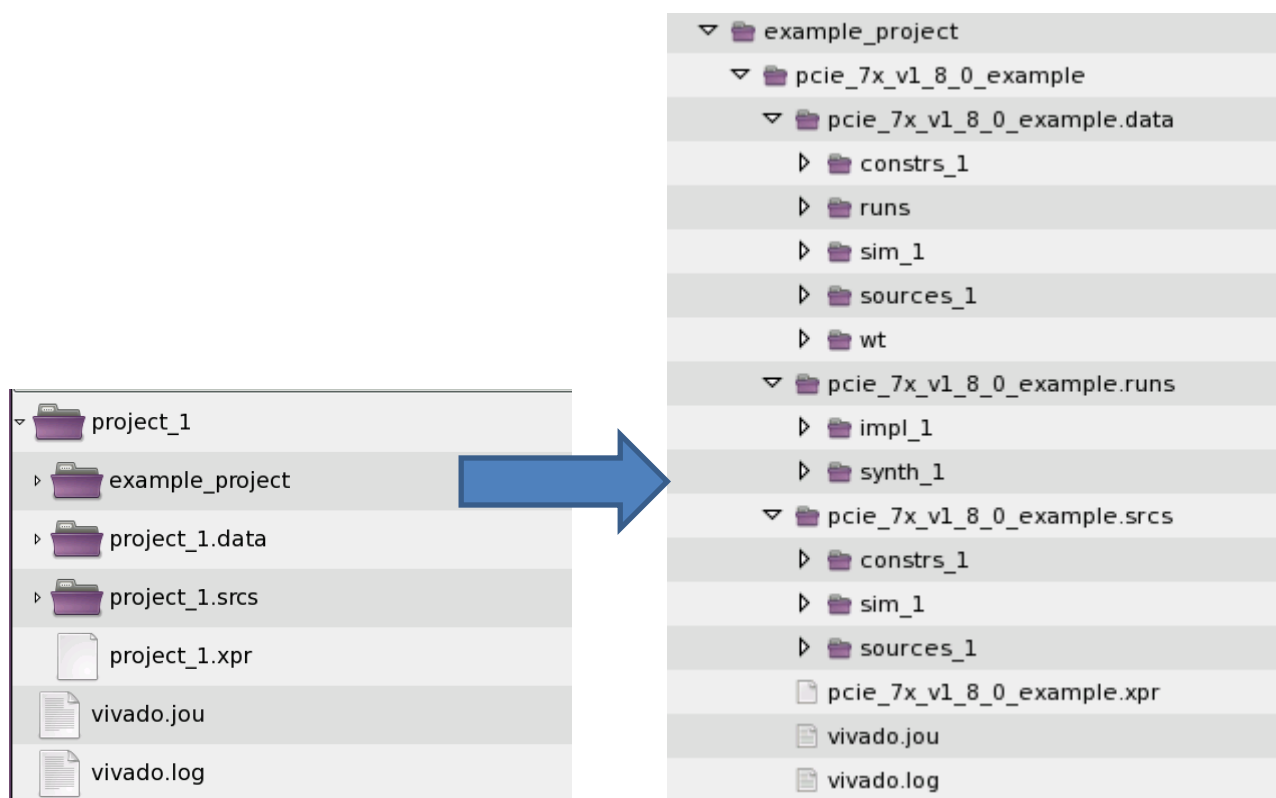 project_1
example_project
project_1.data
project_1.srcs
project_1.xpr
vivado.jou
vivado.log
example_project
pcie_7x_v1_8_0_example
pcie_7x_v1_8_0_example.data
constrs_1
runs
sim_1
sources_1
wt
pcie_7x_v1_8_0_example.runs
impl_1
synth_1
pcie_7x_v1_8_0_example.srcs
constrs_1
sim_1
sources_1
pcie_7x_v1_8_0_example.xpr
vivado.jou
vivado.log